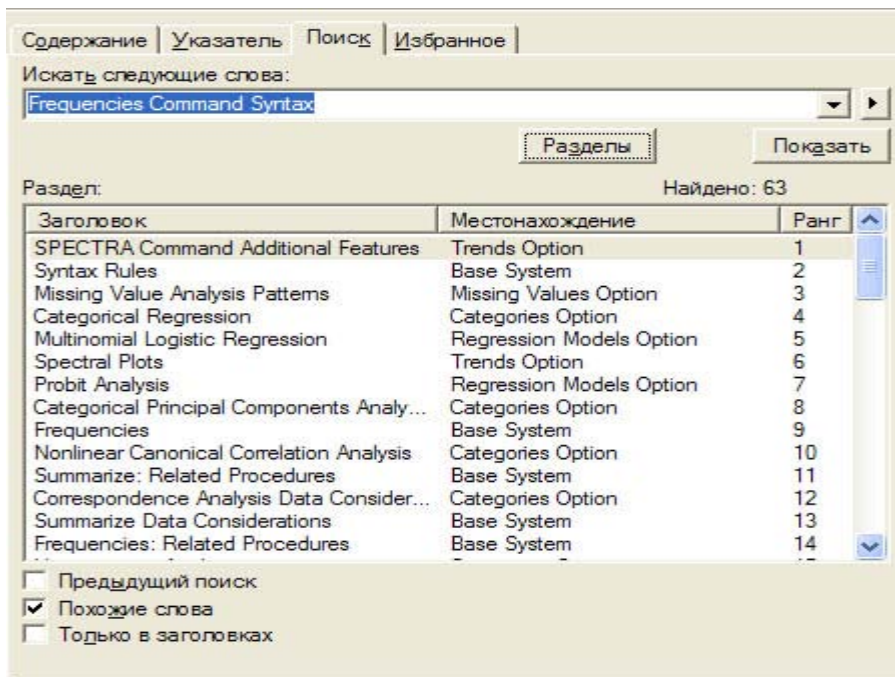 Содержание Указатель Поиск Избранное
Искать следующие слова:
Frequencies Command Syntax
Разделы Показать
Раздел: Найдено: 63
Заголовок Местонахождение Ранг
SPECTRA Command Additional Features Trends Option 1
Syntax Rules Base System 2
Missing Value Analysis Patterns Missing Values Option 3
Categorical Regression Categories Option 4
Multinomial Logistic Regression Regression Models Option 5
Spectral Plots Trends Option 6
Probit Analysis Regression Models Option 7
Categorical Principal Components Analy... Categories Option 8
Frequencies Base System 9
Nonlinear Canonical Correlation Analysis Categories Option 10
Summarize: Related Procedures Base System 11
Correspondence Analysis Data Consider... Categories Option 12
Summarize Data Considerations Base System 13
Frequencies: Related Procedures Base System 14
Предыдущий поиск
Похожие слова
Только в заголовках